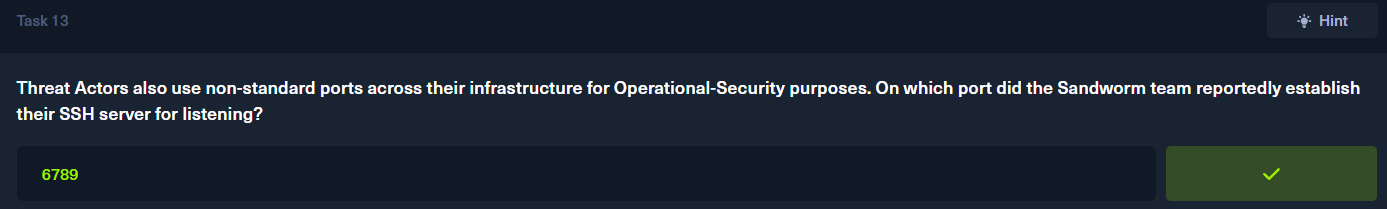 Task 13
Hint
Threat Actors also use non-standard ports across their infrastructure for Operational-Security purposes. On which port did the Sandworm team reportedly establish
their SSH server for listening?
6789